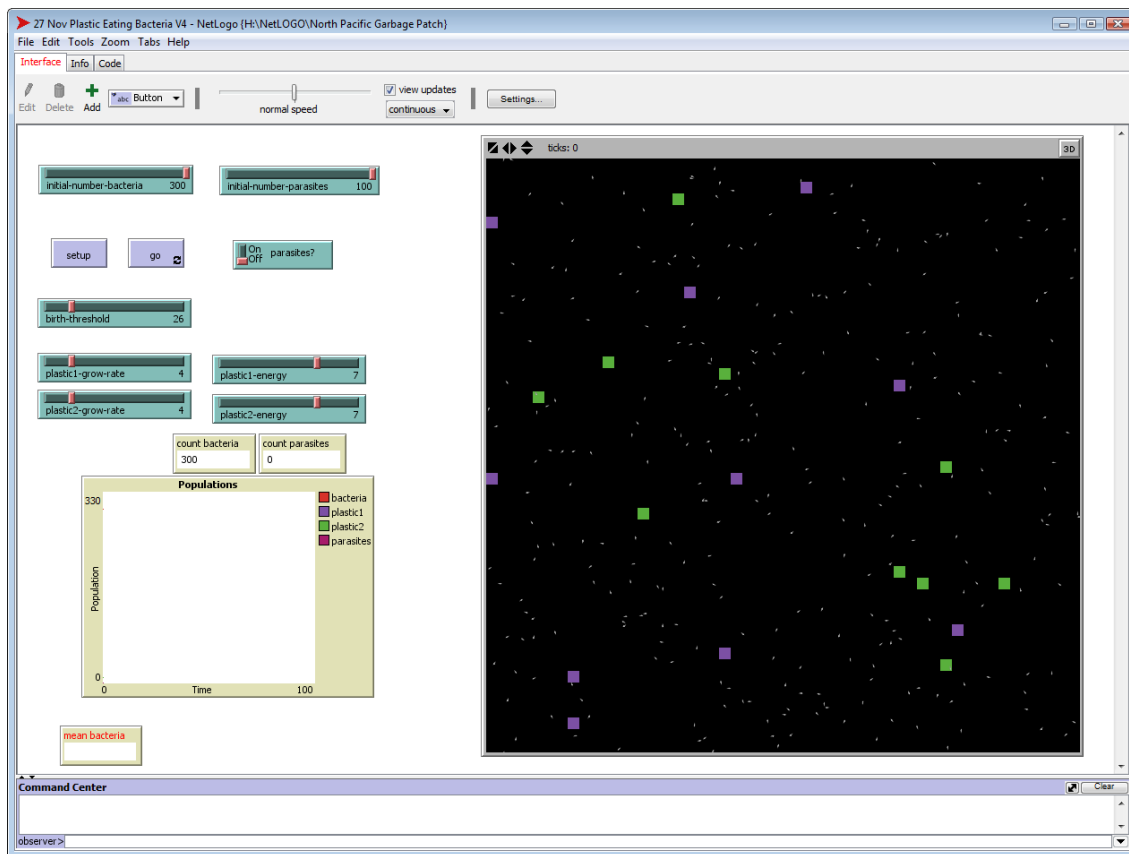 27 Nov Plastic Eating Bacteria V4 - NetLogo {H:\NetLOGO\North Pacific Garbage Patch}
File Edit Tools Zoom Tabs Help
Interface Info Code
Edit Delete Add abc Button normal speed view updates continuous Settings...
ticks: 0 3D
initial-number-bacteria 300 initial-number-parasites 100
setup go On Off parasites?
birth-threshold 26
plastic1-grow-rate 4 plastic1-energy 7
plastic2-grow-rate 4 plastic2-energy 7
count bacteria count parasites
300 0
Populations
330 bacteria
plastic1
plastic2
parasites
Population
0
0 Time 100
mean bacteria
Command Center Clear
observer>